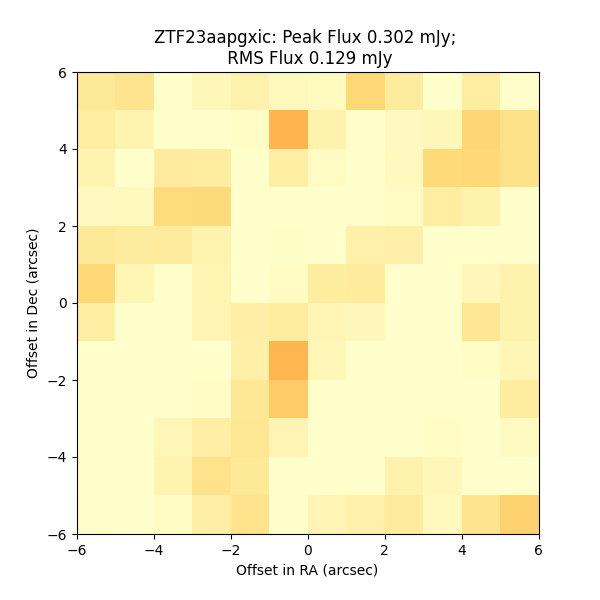 ZTF23aapgxic: Peak Flux 0.302 mJy;
RMS Flux 0.129 mJy
6
4
2
0
−2
−4
−6
Offset in Dec (arcsec)
−6 −4 −2 0 2 4 6
Offset in RA (arcsec)